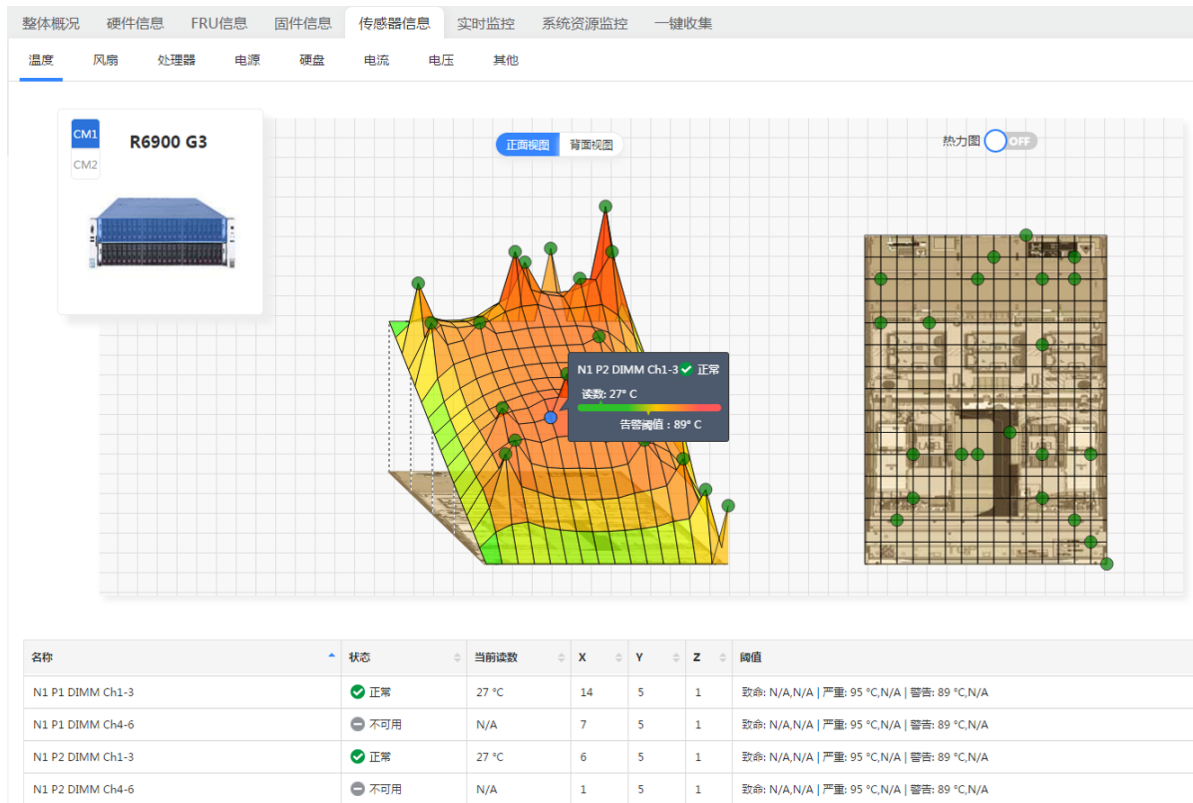 整体概况 硬件信息 FRU信息 固件信息 传感器信息 实时监控 系统资源监控 一键收集
温度 风扇 处理器 电源 硬盘 电流 电压 其他
CM1
R6900 G3
CM2
正面视图 背面视图
热力图 OFF
N1 P2 DIMM Ch1-3 正常
读数: 27° C
告警阈值：89° C
名称 状态 当前读数 X Y Z 阈值
N1 P1 DIMM Ch1-3 正常 27 °C 14 5 1 致命: N/A,N/A | 严重: 95 °C,N/A | 警告: 89 °C,N/A
N1 P1 DIMM Ch4-6 不可用 N/A 7 5 1 致命: N/A,N/A | 严重: 95 °C,N/A | 警告: 89 °C,N/A
N1 P2 DIMM Ch1-3 正常 27 °C 6 5 1 致命: N/A,N/A | 严重: 95 °C,N/A | 警告: 89 °C,N/A
N1 P2 DIMM Ch4-6 不可用 N/A 1 5 1 致命: N/A,N/A | 严重: 95 °C,N/A | 警告: 89 °C,N/A